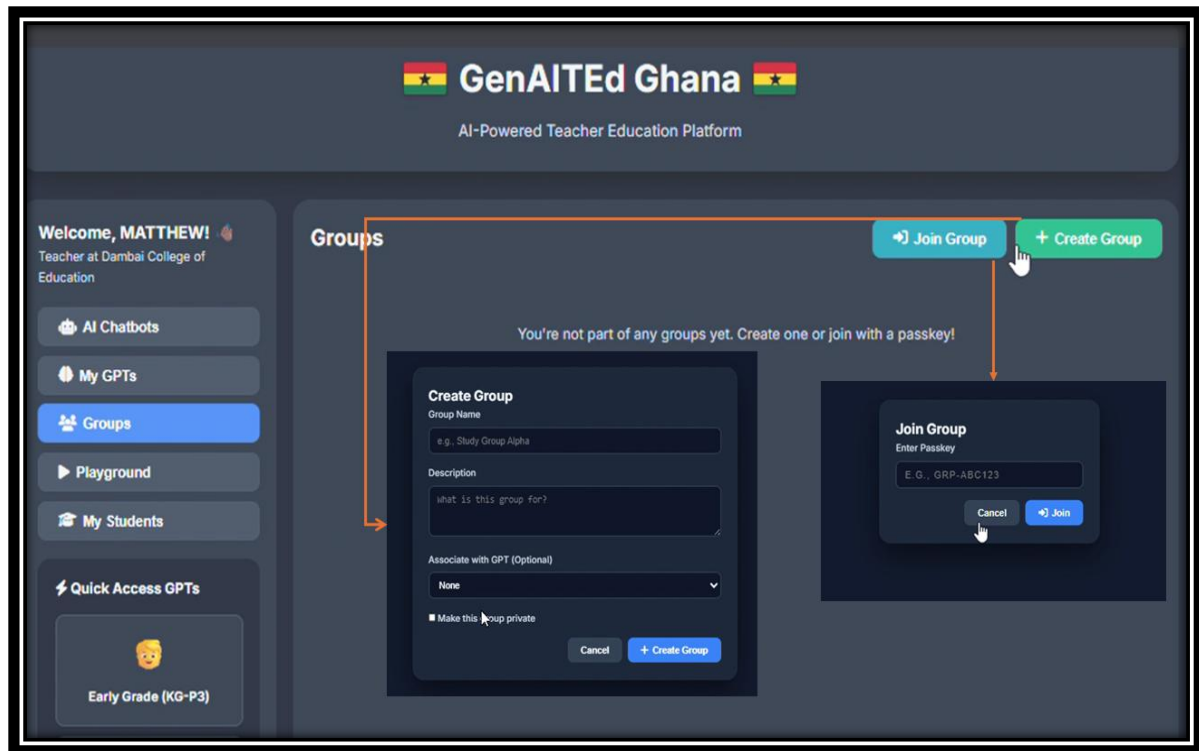 GenAITEd Ghana
AI-Powered Teacher Education Platform
Welcome, MATTHEW!
Teacher at Dambai College of
Education
AI Chatbots
My GPTs
Groups
Playground
My Students
Quick Access GPTs
Early Grade (KG-P3)
Groups
Join Group
+ Create Group
You're not part of any groups yet. Create one or join with a passkey!
Create Group
Group Name
e.g., Study Group Alpha
Description
What is this group for?
Associate with GPT (Optional)
None
Make this group private
Cancel
+ Create Group
Join Group
Enter Passkey
E.G., GRP-ABC123
Cancel
Join